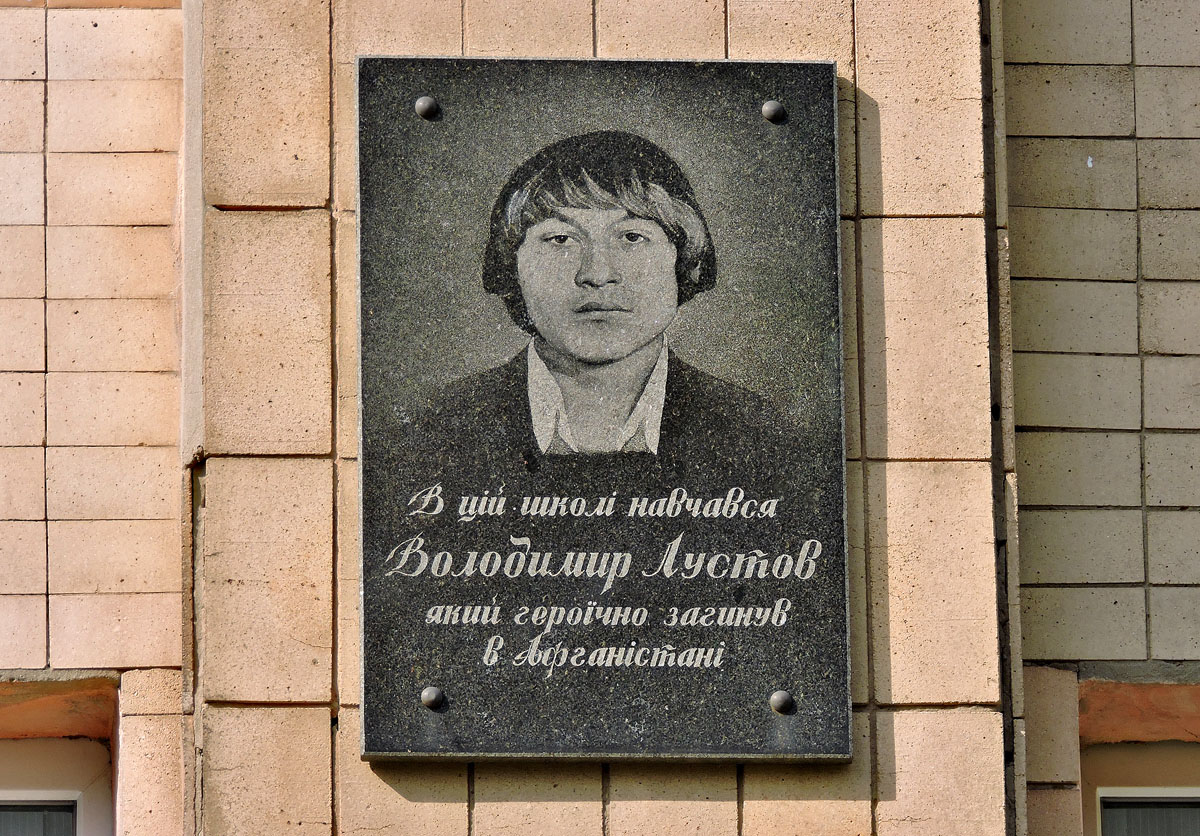 В цій школі навчався
Володимир Лустов
який героїчно загинув
в Афганістані